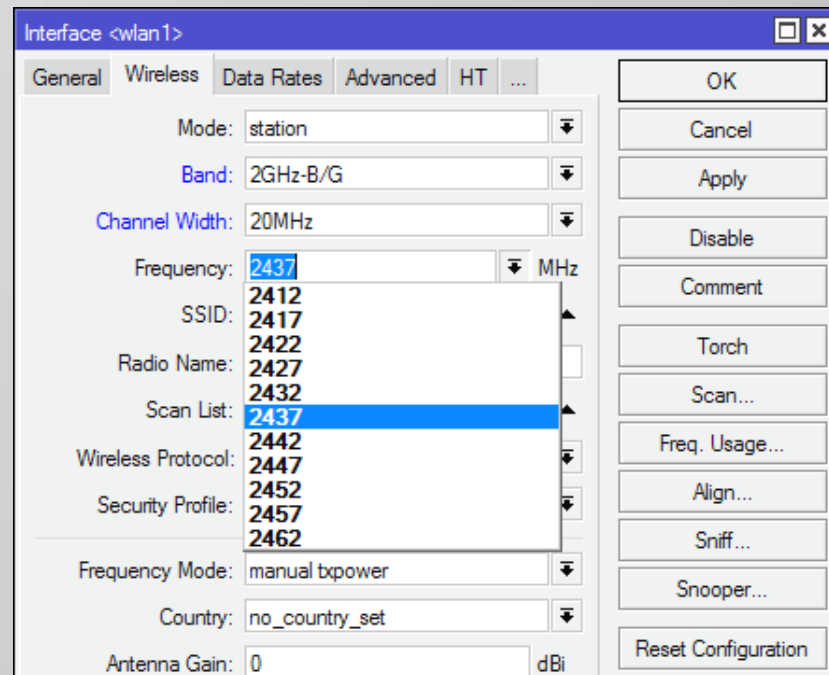 Interface <wlan1>
General Wireless Data Rates Advanced HT ...
Mode: station
Band: 2GHz-B/G
Channel Width: 20MHz
Frequency: 2437 MHz
2412
2417
2422
2427
2432
2437
2442
2447
2452
2457
2462
SSID:
Radio Name:
Scan List:
Wireless Protocol:
Security Profile:
Frequency Mode: manual txpower
Country: no_country_set
Antenna Gain: 0 dBi
OK
Cancel
Apply
Disable
Comment
Torch
Scan...
Freq. Usage...
Align...
Sniff...
Snooper...
Reset Configuration